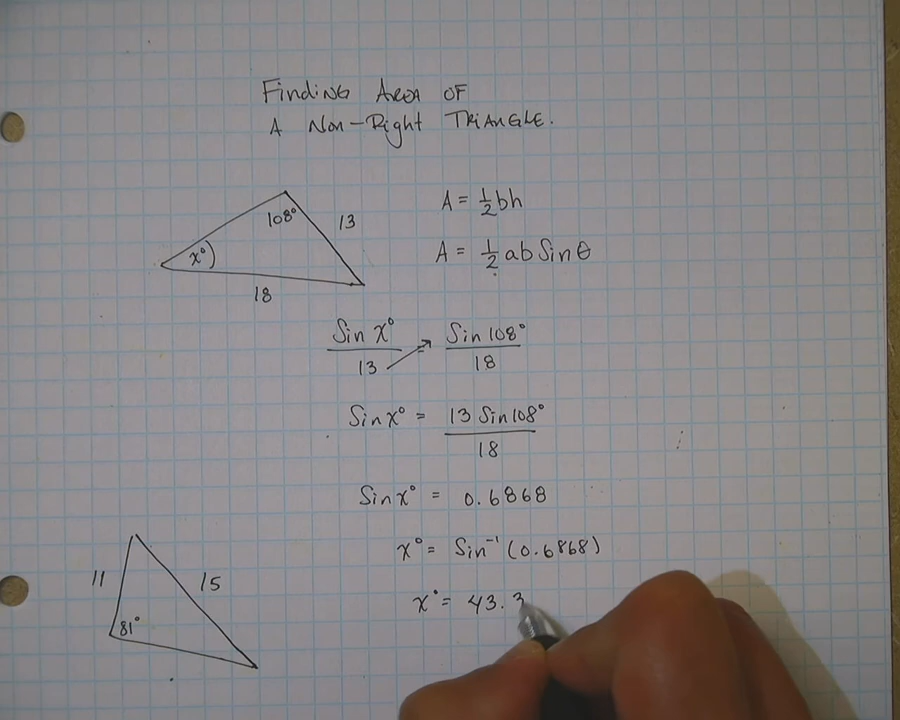 Finding Area of
A Non-Right Triangle.
108°
13
x°
18
A = ½bh
A = ½ab Sin θ
Sin x° / 13 = Sin 108° / 18
Sin x° = 13 Sin 108° / 18
Sin x° = 0.6868
x° = Sin⁻¹ (0.6868)
x° = 43.3
11
15
81°